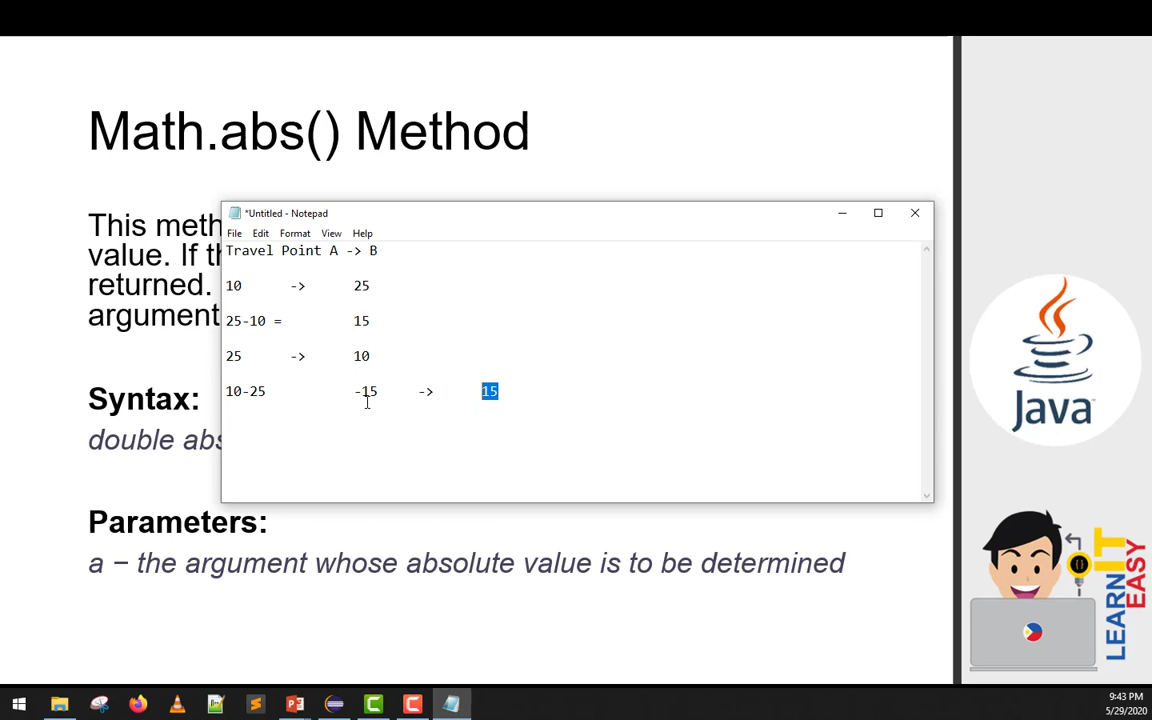 Math.abs() Method
This meth
value. If th
returned.
argument
Syntax:
double abs
Parameters:
a − the argument whose absolute value is to be determined
*Untitled - Notepad
File Edit Format View Help
Travel Point A -> B
10 -> 25
25-10 = 15
25 -> 10
10-25 -15 -> 15
Java
LEARN IT EASY
9:43 PM
5/29/2020